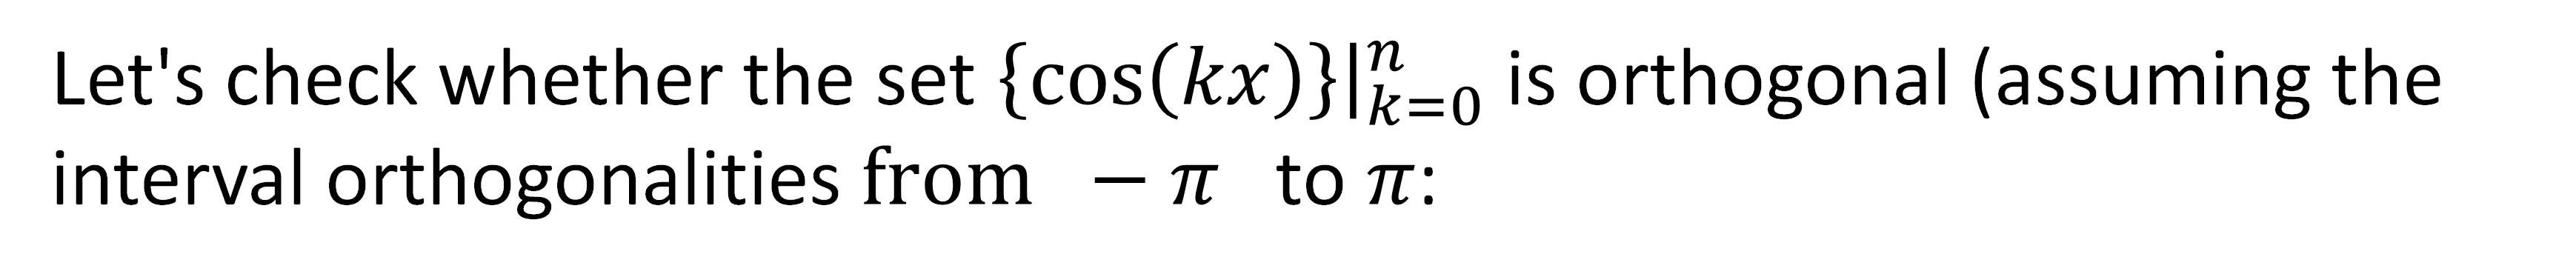 Let's check whether the set {cos(𝑘𝑥)}|ⁿₖ₌₀ is orthogonal (assuming the
interval orthogonalities from − 𝜋 to 𝜋: